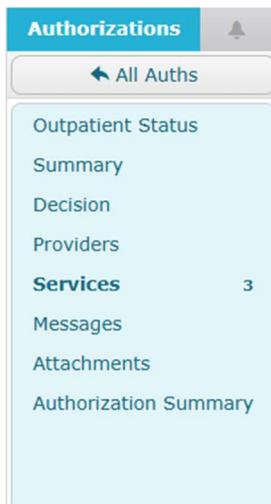 Authorizations
All Auths
Outpatient Status
Summary
Decision
Providers
Services 3
Messages
Attachments
Authorization Summary